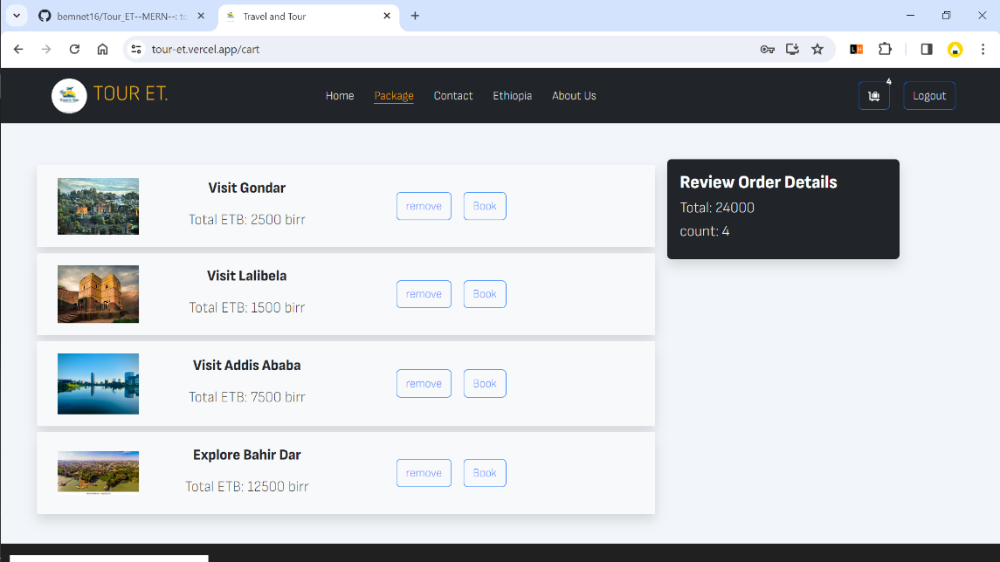 bemnet16/Tour_ET--MERN--: to
Travel and Tour
tour-et.vercel.app/cart
TOUR ET.
Home
Package
Contact
Ethiopia
About Us
4
Logout
Visit Gondar
Total ETB: 2500 birr
remove
Book
Visit Lalibela
Total ETB: 1500 birr
remove
Book
Visit Addis Ababa
Total ETB: 7500 birr
remove
Book
Explore Bahir Dar
Total ETB: 12500 birr
remove
Book
Review Order Details
Total: 24000
count: 4